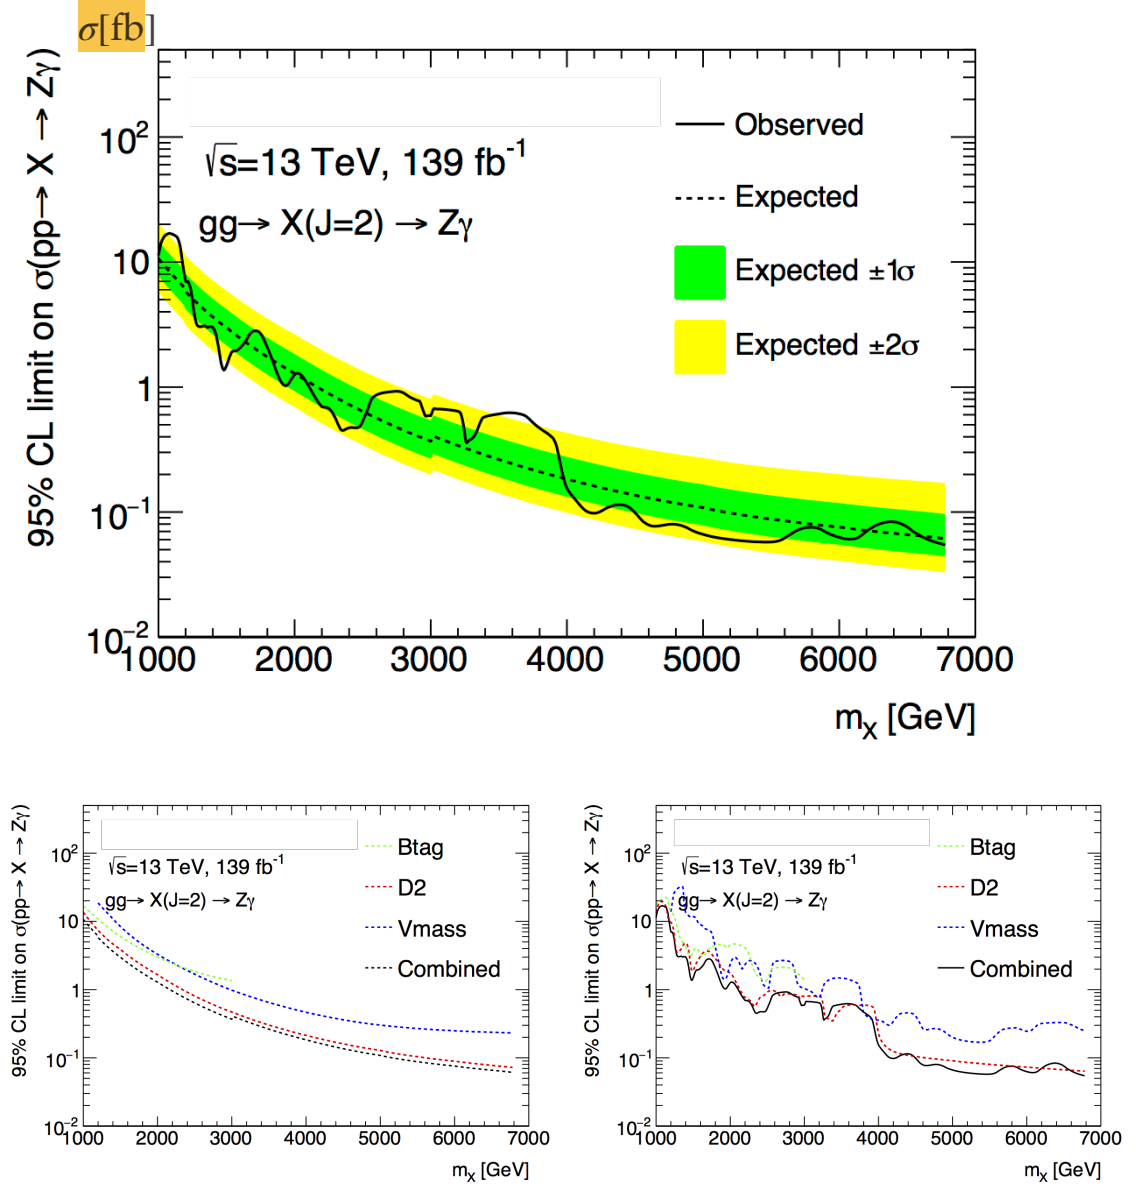 σ[fb]
95% CL limit on σ(pp→ X → Zγ)
10²
10
1
10⁻¹
10⁻²
√s=13 TeV, 139 fb⁻¹
gg→ X(J=2) → Zγ
Observed
Expected
Expected ±1σ
Expected ±2σ
1000 2000 3000 4000 5000 6000 7000
m_X [GeV]
95% CL limit on σ(pp→ X → Zγ)
10²
10
1
10⁻¹
10⁻²
√s=13 TeV, 139 fb⁻¹
gg→ X(J=2) → Zγ
Btag
D2
Vmass
Combined
1000 2000 3000 4000 5000 6000 7000
m_X [GeV]
95% CL limit on σ(pp→ X → Zγ)
10²
10
1
10⁻¹
10⁻²
√s=13 TeV, 139 fb⁻¹
gg→ X(J=2) → Zγ
Btag
D2
Vmass
Combined
1000 2000 3000 4000 5000 6000 7000
m_X [GeV]